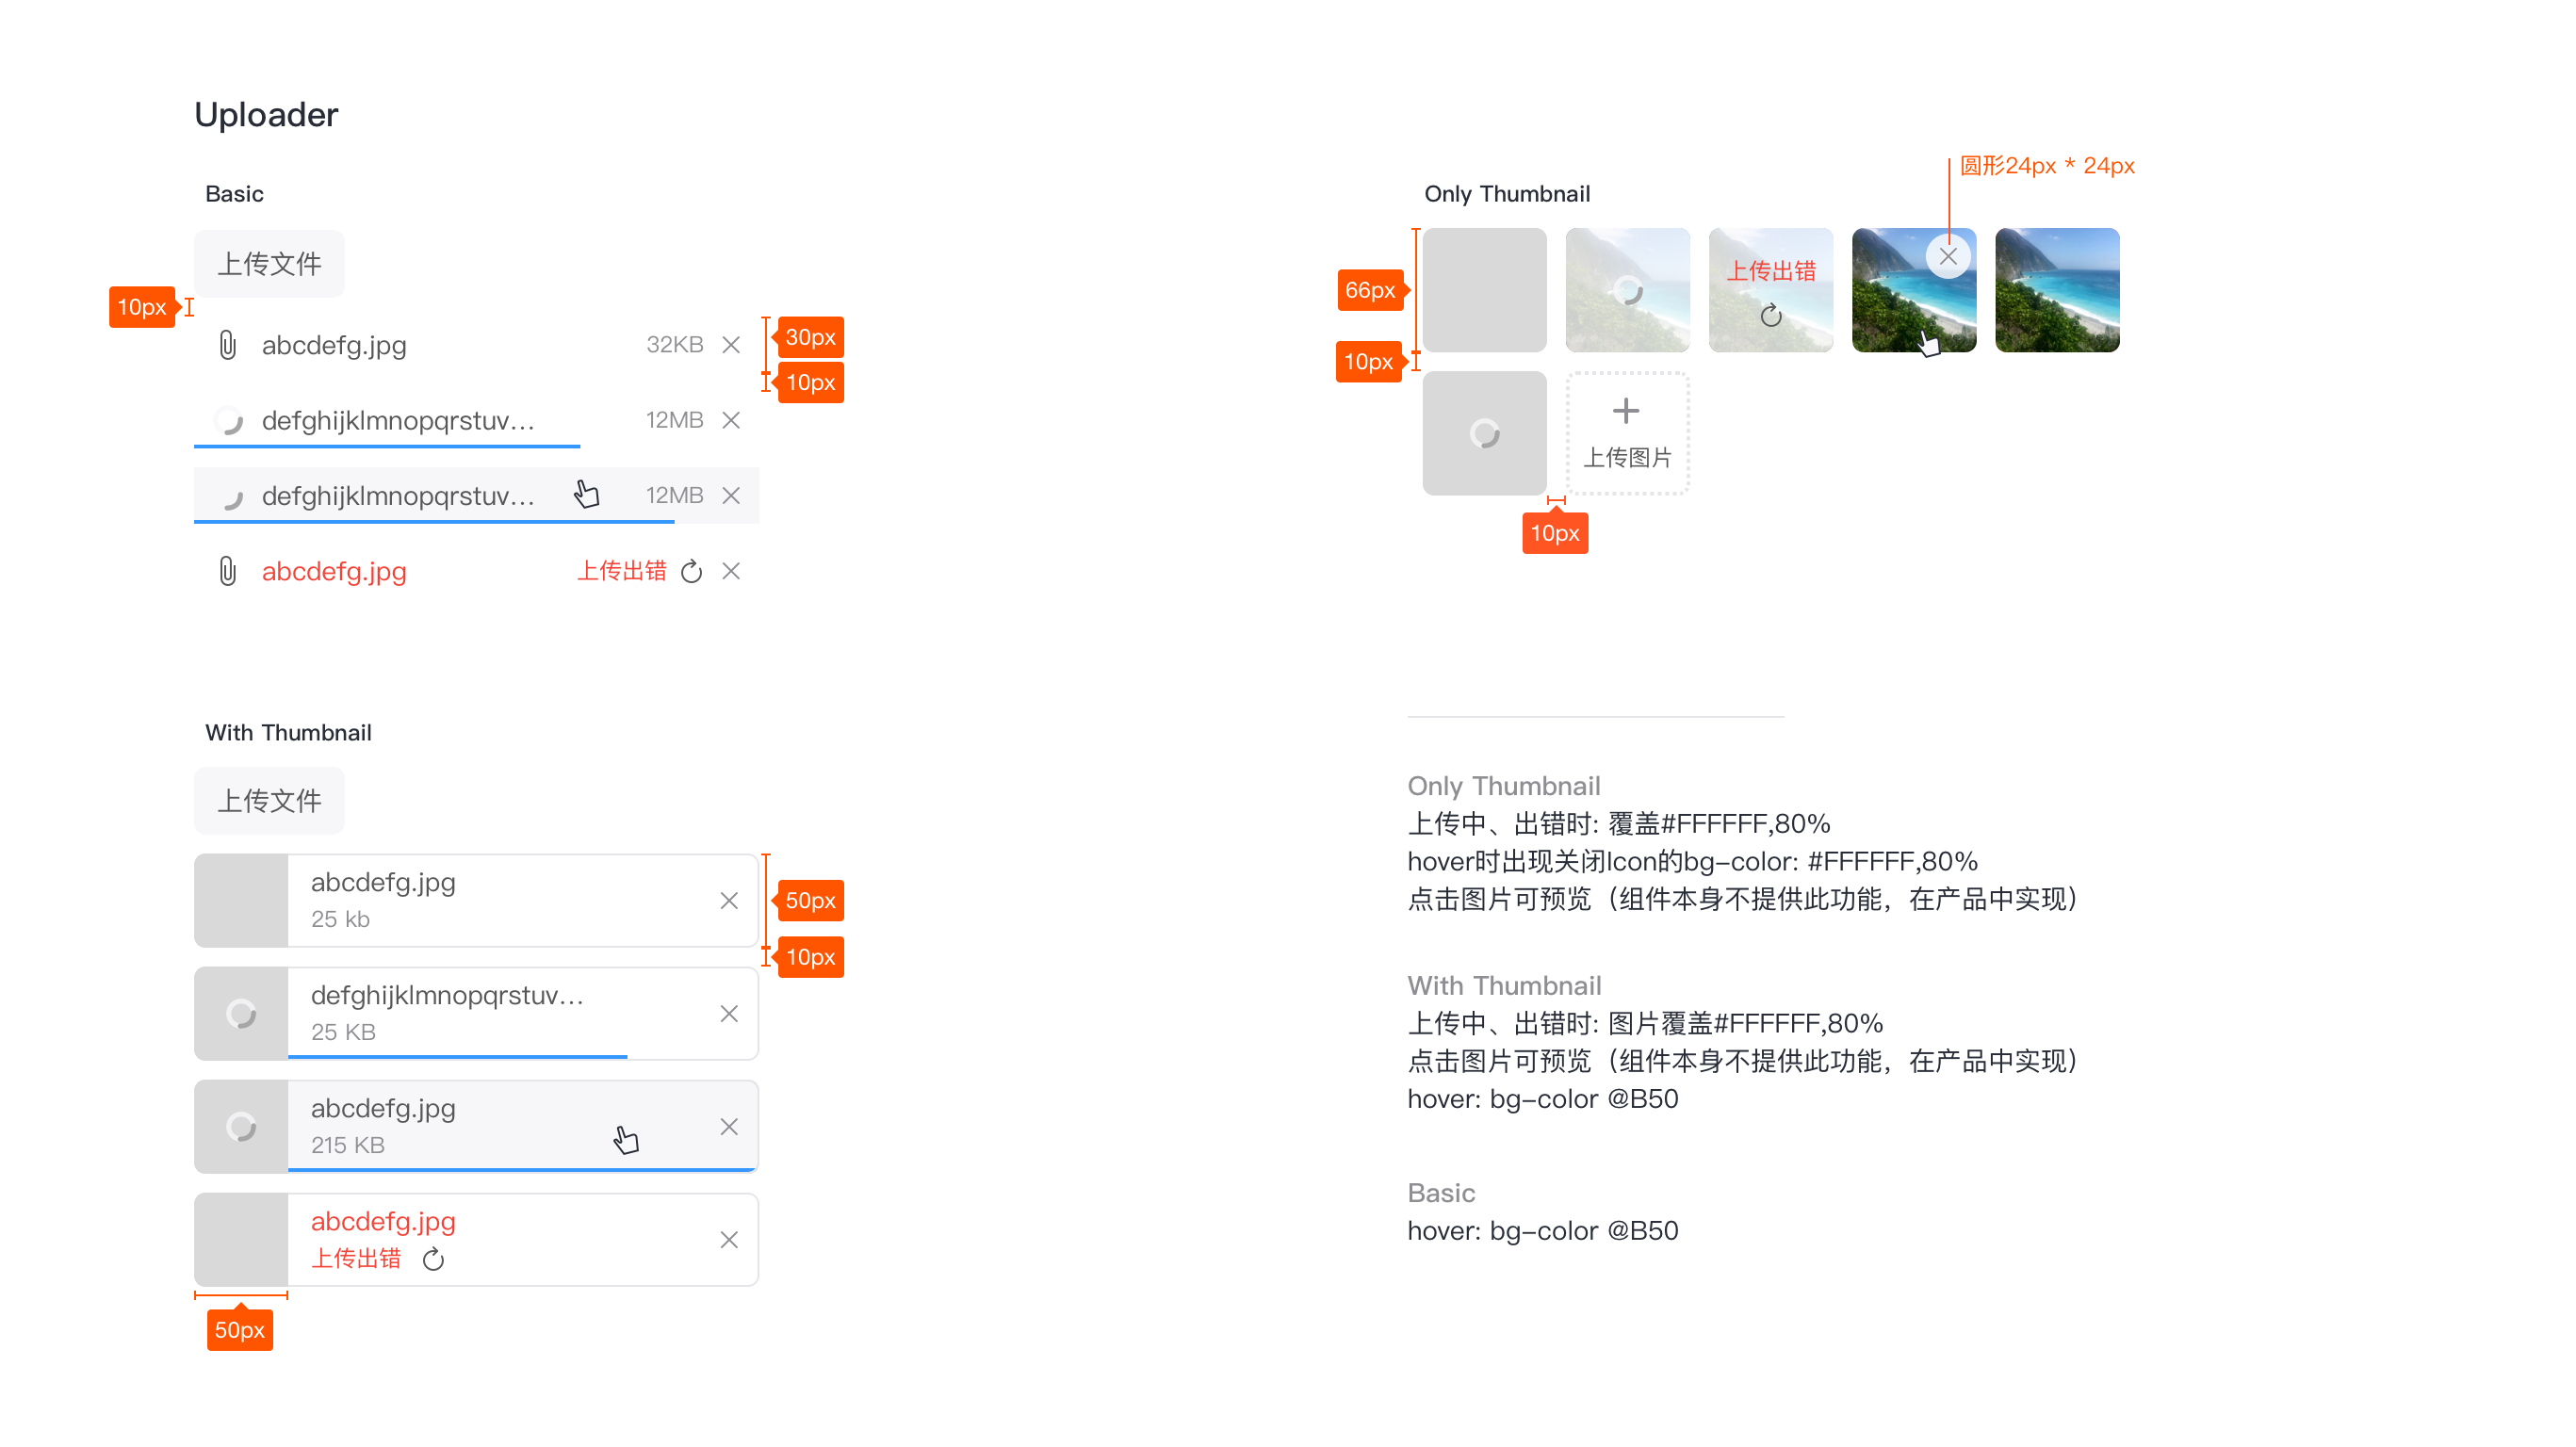 Uploader
Basic
上传文件
10px
abcdefg.jpg 32KB
30px
10px
defghijklmnopqrstuv... 12MB
defghijklmnopqrstuv... 12MB
abcdefg.jpg 上传出错
With Thumbnail
上传文件
abcdefg.jpg
25 kb
50px
10px
defghijklmnopqrstuv...
25 KB
abcdefg.jpg
215 KB
abcdefg.jpg
上传出错
50px
圆形24px * 24px
Only Thumbnail
上传出错
66px
10px
上传图片
10px
Only Thumbnail
上传中、出错时: 覆盖#FFFFFF,80%
hover时出现关闭Icon的bg-color: #FFFFFF,80%
点击图片可预览（组件本身不提供此功能，在产品中实现）
With Thumbnail
上传中、出错时: 图片覆盖#FFFFFF,80%
点击图片可预览（组件本身不提供此功能，在产品中实现）
hover: bg-color @B50
Basic
hover: bg-color @B50